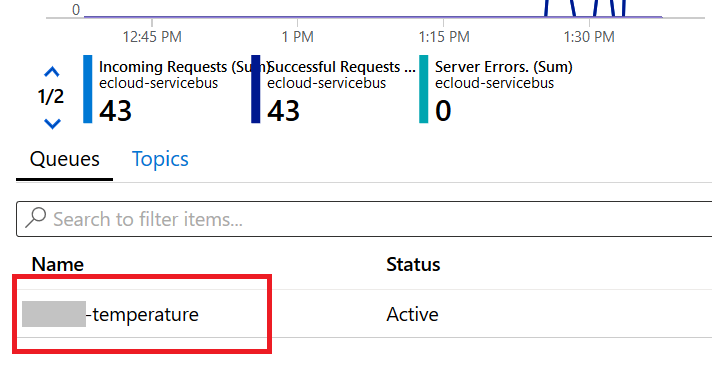 0
12:45 PM 1 PM 1:15 PM 1:30 PM
1/2
Incoming Requests (Sum)
ecloud-servicebus
43
Successful Requests ...
ecloud-servicebus
43
Server Errors. (Sum)
ecloud-servicebus
0
Queues Topics
Search to filter items...
Name Status
-temperature Active